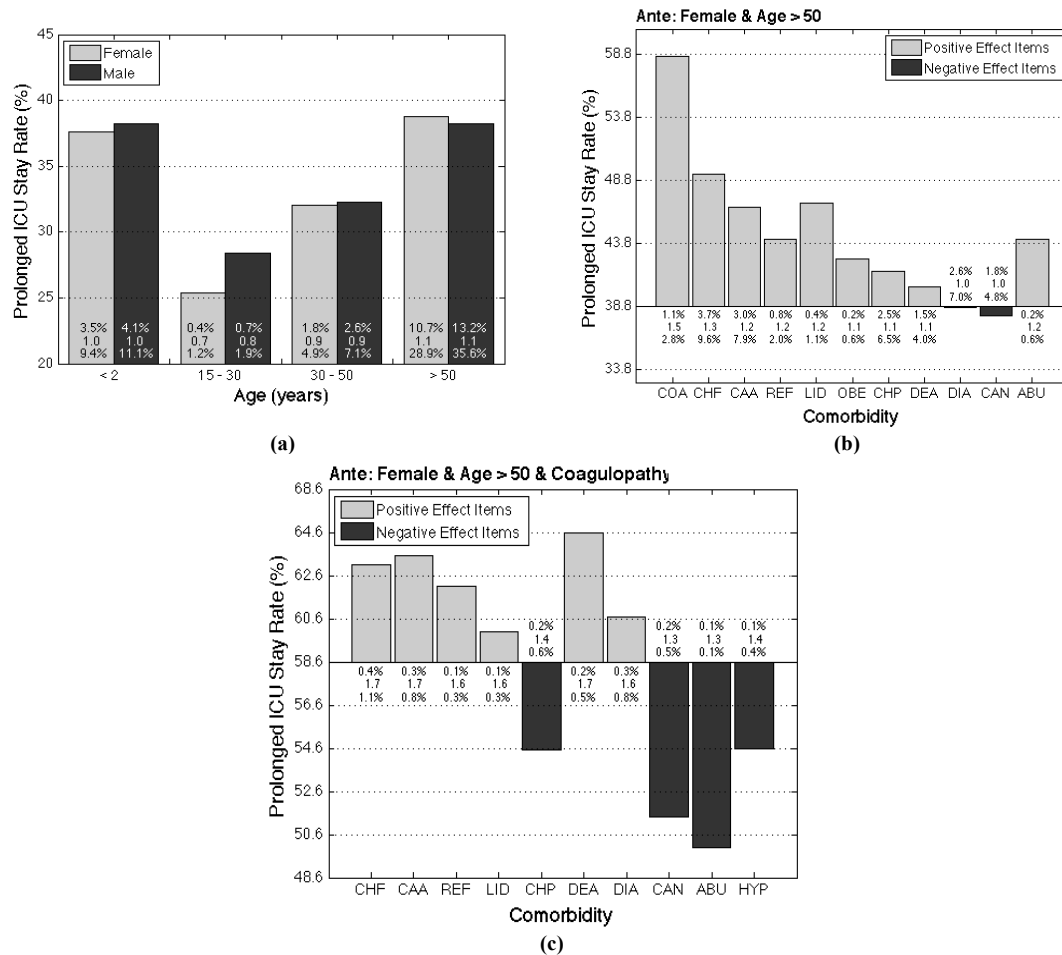 45
40
35
30
25
20
Prolonged ICU Stay Rate (%)
Female
Male
3.5% 4.1% 0.4% 0.7% 1.8% 2.6% 10.7% 13.2%
1.0 1.0 0.7 0.8 0.9 0.9 1.1 1.1
9.4% 11.1% 1.2% 1.9% 4.9% 7.1% 28.9% 35.6%
< 2 15 - 30 30 - 50 > 50
Age (years)
(a)
Ante: Female & Age > 50
58.8
53.8
48.8
43.8
38.8
33.8
Prolonged ICU Stay Rate (%)
Positive Effect Items
Negative Effect Items
2.6% 1.8%
1.0 1.0
7.0% 4.8%
1.1% 3.7% 3.0% 0.8% 0.4% 0.2% 2.5% 1.5% 0.2%
1.5 1.3 1.2 1.2 1.2 1.1 1.1 1.1 1.2
2.8% 9.6% 7.9% 2.0% 1.1% 0.6% 6.5% 4.0% 0.6%
COA CHF CAA REF LID OBE CHP DEA DIA CAN ABU
Comorbidity
(b)
Ante: Female & Age > 50 & Coagulopathy
68.6
64.6
62.6
60.6
58.6
56.6
54.6
52.6
50.6
48.6
Prolonged ICU Stay Rate (%)
Positive Effect Items
Negative Effect Items
0.2% 0.2% 0.1% 0.1%
1.4 1.3 1.3 1.4
0.6% 0.5% 0.1% 0.4%
0.4% 0.3% 0.1% 0.1% 0.2% 0.3%
1.7 1.7 1.6 1.6 1.7 1.6
1.1% 0.8% 0.3% 0.3% 0.5% 0.8%
CHF CAA REF LID CHP DEA DIA CAN ABU HYP
Comorbidity
(c)